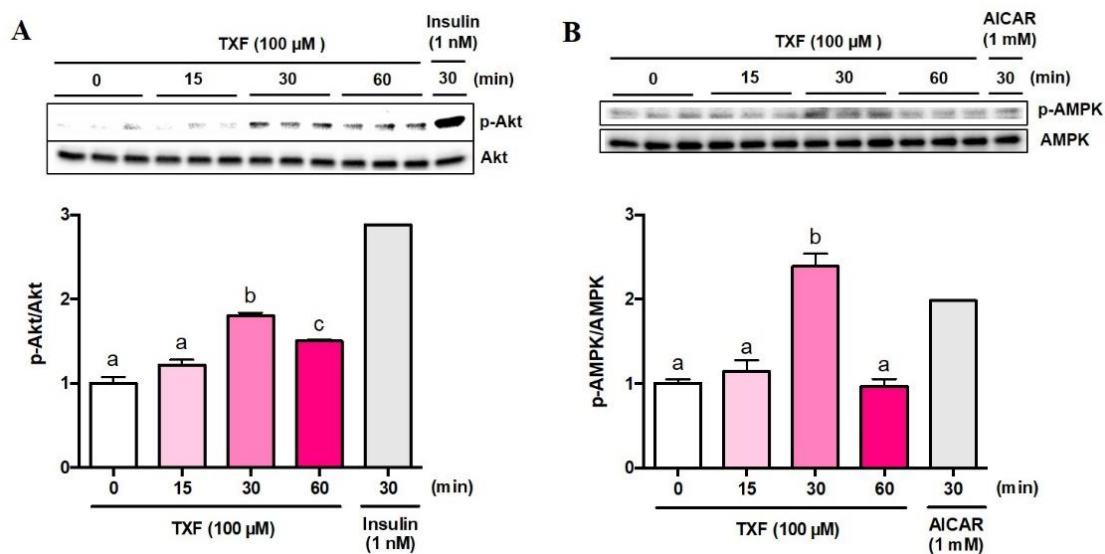 A
TXF (100 µM )
Insulin
(1 nM)
0 15 30 60 30 (min)
p-Akt
Akt
p-Akt/Akt
3
2
1
0
a a b c
0 15 30 60 30 (min)
TXF (100 µM)
Insulin
(1 nM)
B
TXF (100 µM)
AICAR
(1 mM)
0 15 30 60 30 (min)
p-AMPK
AMPK
p-AMPK/AMPK
3
2
1
0
a a b a
0 15 30 60 30 (min)
TXF (100 µM)
AICAR
(1 mM)